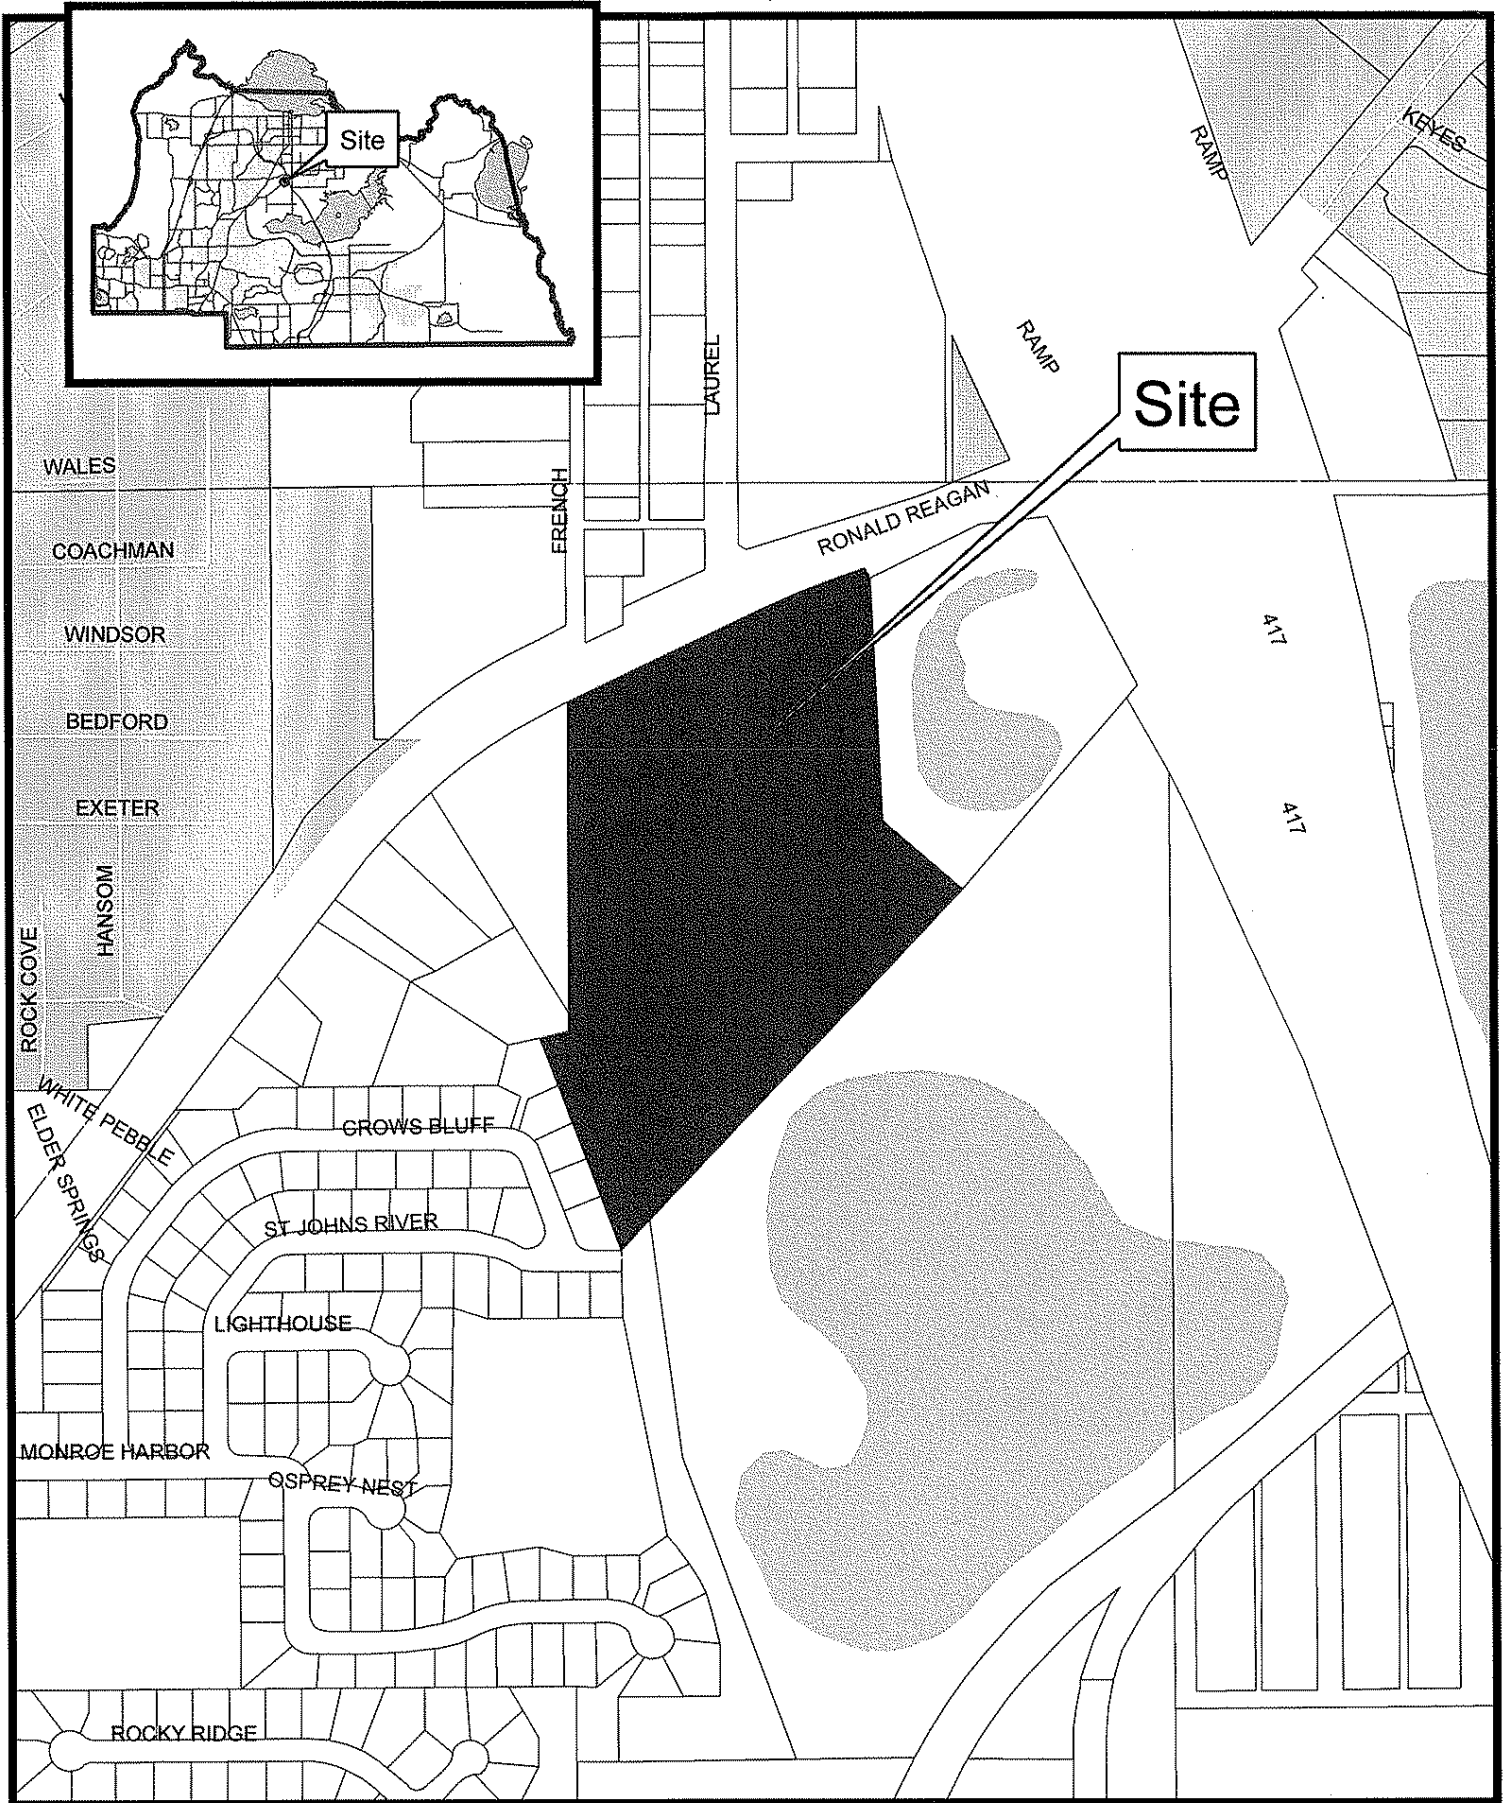 Site
KEYES
RAMP
RAMP
LAUREL
Site
WALES
FRENCH
RONALD REAGAN
COACHMAN
WINDSOR
417
BEDFORD
EXETER
417
HANSOM
ROCK COVE
WHITE PEBBLE
ELDER SPRINGS
CROWS BLUFF
ST JOHNS RIVER
LIGHTHOUSE
MONROE HARBOR
OSPREY NEST
ROCKY RIDGE